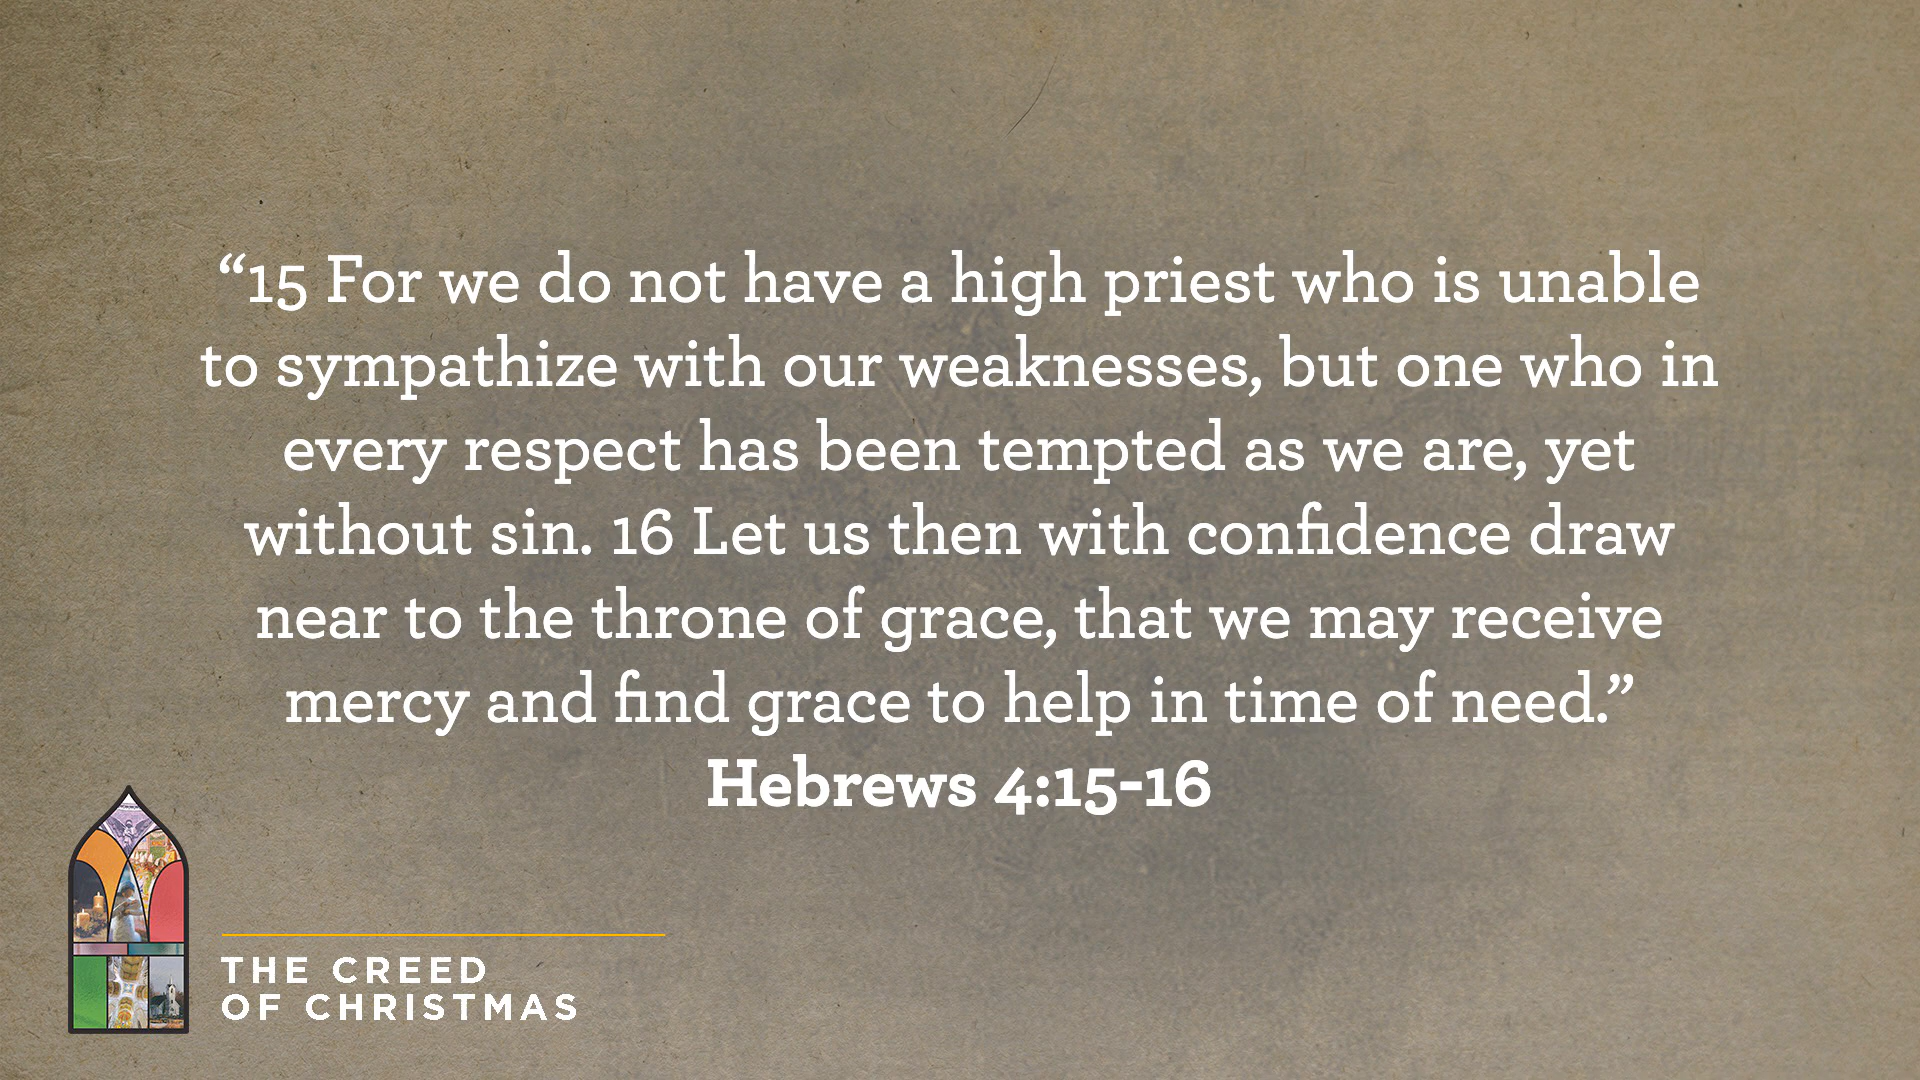 “15 For we do not have a high priest who is unable
to sympathize with our weaknesses, but one who in
every respect has been tempted as we are, yet
without sin. 16 Let us then with confidence draw
near to the throne of grace, that we may receive
mercy and find grace to help in time of need.”
Hebrews 4:15-16
THE CREED
OF CHRISTMAS